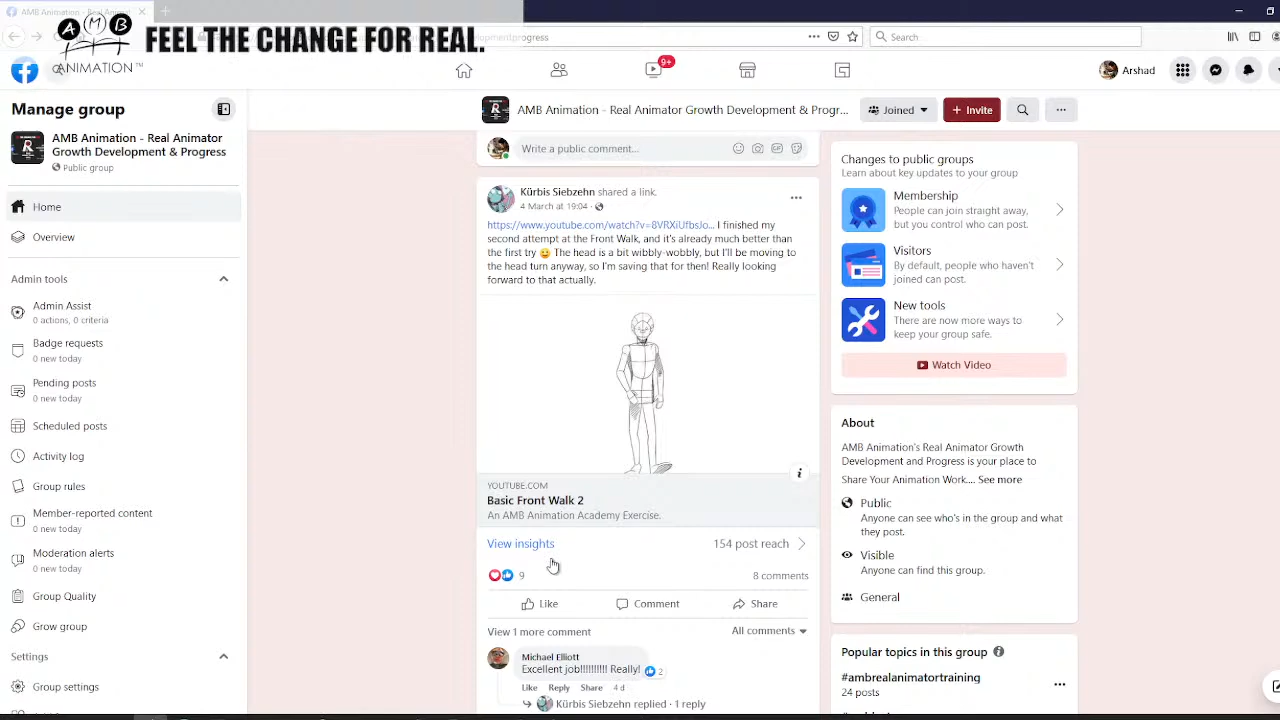 AMB Animation - Real Anima
AMB
ANIMATION™
FEEL THE CHANGE FOR REAL.
opmentprogress
Search
9+
Arshad
Manage group
AMB Animation - Real Animator
Growth Development & Progress
Public group
Home
Overview
Admin tools
Admin Assist
0 actions, 0 criteria
Badge requests
0 new today
Pending posts
0 new today
Scheduled posts
Activity log
Group rules
Member-reported content
0 new today
Moderation alerts
0 new today
Group Quality
Grow group
Settings
Group settings
AMB Animation - Real Animator Growth Development & Progr...
Joined
+ Invite
Write a public comment...
GIF
Kürbis Siebzehn shared a link.
4 March at 19:04 ·
https://www.youtube.com/watch?v=8VRXiUfbsJo... I finished my
second attempt at the Front Walk, and it's already much better than
the first try 😀 The head is a bit wibbly-wobbly, but I'll be moving to
the head turn anyway, so I'm saving that for then! Really looking
forward to that actually.
YOUTUBE.COM
Basic Front Walk 2
An AMB Animation Academy Exercise.
View insights
154 post reach
9
8 comments
Like
Comment
Share
View 1 more comment
All comments
Michael Elliott
Excellent job!!!!!!!!!! Really!
2
Like Reply Share 4 d
Kürbis Siebzehn replied · 1 reply
Changes to public groups
Learn about key updates to your group
Membership
People can join straight away,
but you control who can post.
Visitors
By default, people who haven't
joined can post.
New tools
There are now more ways to
keep your group safe.
Watch Video
About
AMB Animation's Real Animator Growth
Development and Progress is your place to
Share Your Animation Work.... See more
Public
Anyone can see who's in the group and what
they post.
Visible
Anyone can find this group.
General
Popular topics in this group
#ambrealanimatortraining
24 posts